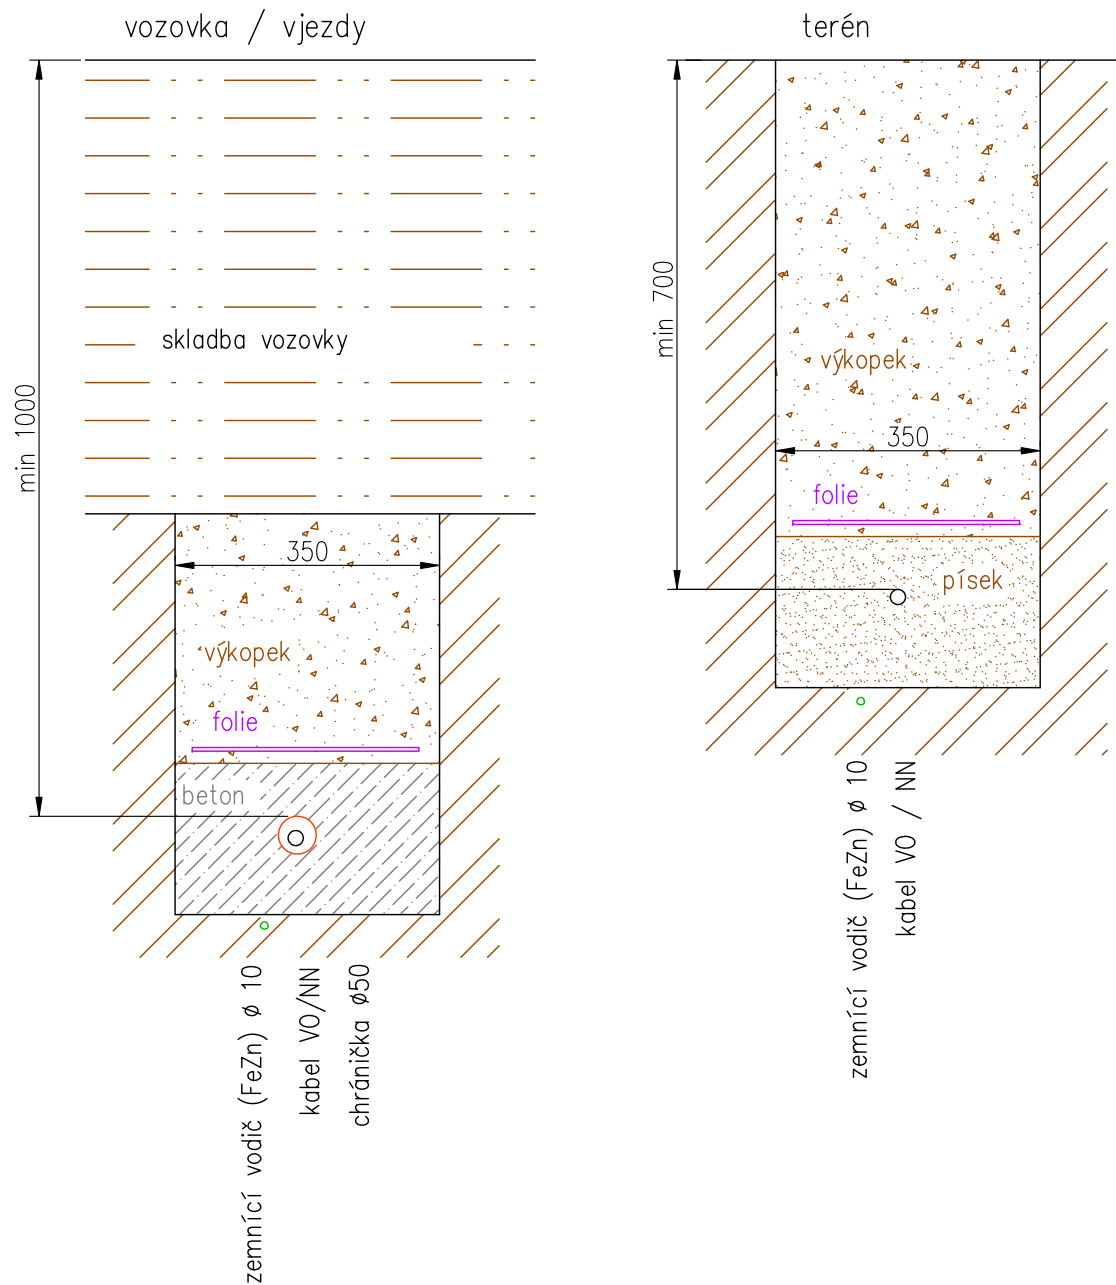 vozovka / vjezdy
skladba vozovky
min 1000
350
výkopek
folie
beton
zemnící vodič (FeZn) ø 10
kabel VO/NN
chránička ø50
terén
min 700
výkopek
350
folie
písek
zemnící vodič (FeZn) ø 10
kabel VO / NN